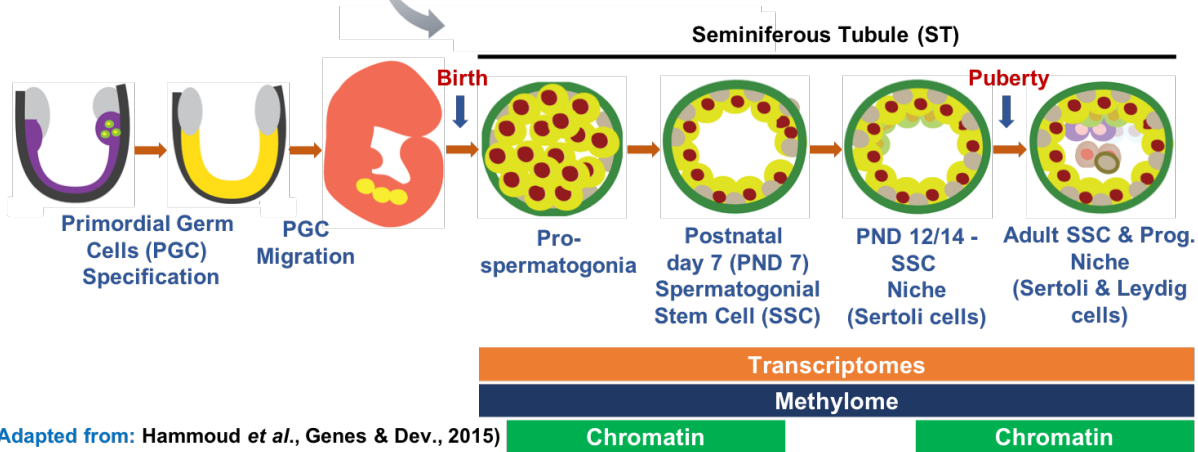 Seminiferous Tubule (ST)
Birth
Puberty
Primordial Germ
Cells (PGC)
Specification
PGC
Migration
Pro-
spermatogonia
Postnatal
day 7 (PND 7)
Spermatogonial
Stem Cell (SSC)
PND 12/14 -
SSC
Niche
(Sertoli cells)
Adult SSC & Prog.
Niche
(Sertoli & Leydig
cells)
Transcriptomes
Methylome
Adapted from: Hammoud et al., Genes & Dev., 2015)
Chromatin
Chromatin